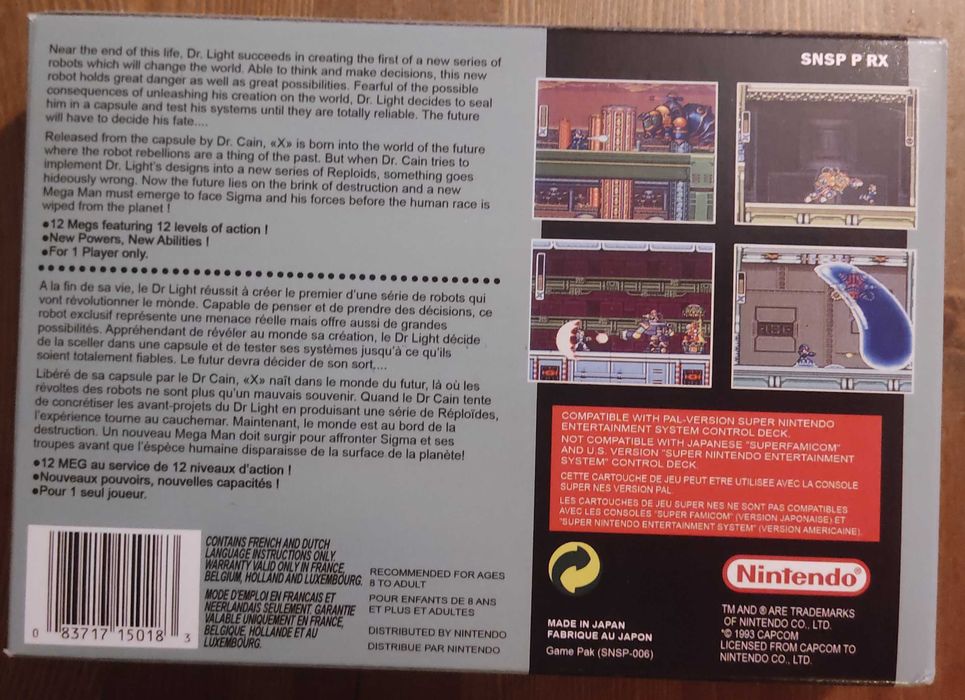 Near the end of this life, Dr. Light succeeds in creating the first of a new series of
robots which will change the world. Able to think and make decisions, this new
robot holds great danger as well as great possibilities. Fearful of the possible
consequences of unleashing his creation on the world, Dr. Light decides to seal
him in a capsule and test his systems until they are totally reliable. The future
will have to decide his fate....
Released from the capsule by Dr. Cain, «X» is born into the world of the future
where the robot rebellions are a thing of the past. But when Dr. Cain tries to
implement Dr. Light's designs into a new series of Reploids, something goes
hideously wrong. Now the future lies on the brink of destruction and a new
Mega Man must emerge to face Sigma and his forces before the human race is
wiped from the planet !
●12 Megs featuring 12 levels of action !
●New Powers, New Abilities !
●For 1 Player only.
A la fin de sa vie, le Dr Light réussit à créer le premier d'une série de robots qui
vont révolutionner le monde. Capable de penser et de prendre des décisions, ce
robot exclusif représente une menace réelle mais offre aussi de grandes
possibilités. Appréhendant de révéler au monde sa création, le Dr Light décide
de la sceller dans une capsule et de tester ses systèmes jusqu'à ce qu'ils
soient totalement fiables. Le futur devra décider de son sort,...
Libéré de sa capsule par le Dr Cain, «X» naît dans le monde du futur, là où les
révoltes des robots ne sont plus qu'un mauvais souvenir. Quand le Dr Cain tente
de concrétiser les avant-projets du Dr Light en produisant une série de Réploïdes,
l'expérience tourne au cauchemar. Maintenant, le monde est au bord de la
destruction. Un nouveau Mega Man doit surgir pour affronter Sigma et ses
troupes avant que l'éspèce humaine disparaisse de la surface de la planète!
●12 MEG au service de 12 niveaux d'action !
●Nouveaux pouvoirs, nouvelles capacités !
●Pour 1 seul joueur.
0 83717 15018 3
CONTAINS FRENCH AND DUTCH
LANGUAGE INSTRUCTIONS ONLY.
WARRANTY VALID ONLY IN FRANCE,
BELGIUM, HOLLAND AND LUXEMBOURG.
MODE D'EMPLOI EN FRANCAIS ET
NEERLANDAIS SEULEMENT. GARANTIE
VALABLE UNIQUEMENT EN FRANCE,
BELGIQUE, HOLLANDE ET AU
LUXEMBOURG.
RECOMMENDED FOR AGES
8 TO ADULT
POUR ENFANTS DE 8 ANS
ET PLUS ET ADULTES
DISTRIBUTED BY NINTENDO
DISTRIBUE PAR NINTENDO
SNSP P RX
COMPATIBLE WITH PAL-VERSION SUPER NINTENDO
ENTERTAINMENT SYSTEM CONTROL DECK.
NOT COMPATIBLE WITH JAPANESE "SUPERFAMICOM"
AND U.S. VERSION "SUPER NINTENDO ENTERTAINMENT
SYSTEM" CONTROL DECK.
CETTE CARTOUCHE DE JEU PEUT ETRE UTILISEE AVEC LA CONSOLE
SUPER NES VERSION PAL.
LES CARTOUCHES DE JEU SUPER NES NE SONT PAS COMPATIBLES
AVEC LES CONSOLES "SUPER FAMICOM" (VERSION JAPONAISE) ET
"SUPER NINTENDO ENTERTAINMENT SYSTEM" (VERSION AMERICAINE).
MADE IN JAPAN
FABRIQUE AU JAPON
Game Pak (SNSP-006)
Nintendo®
TM AND ® ARE TRADEMARKS
OF NINTENDO CO., LTD.
"© 1993 CAPCOM
LICENSED FROM CAPCOM TO
NINTENDO CO., LTD.